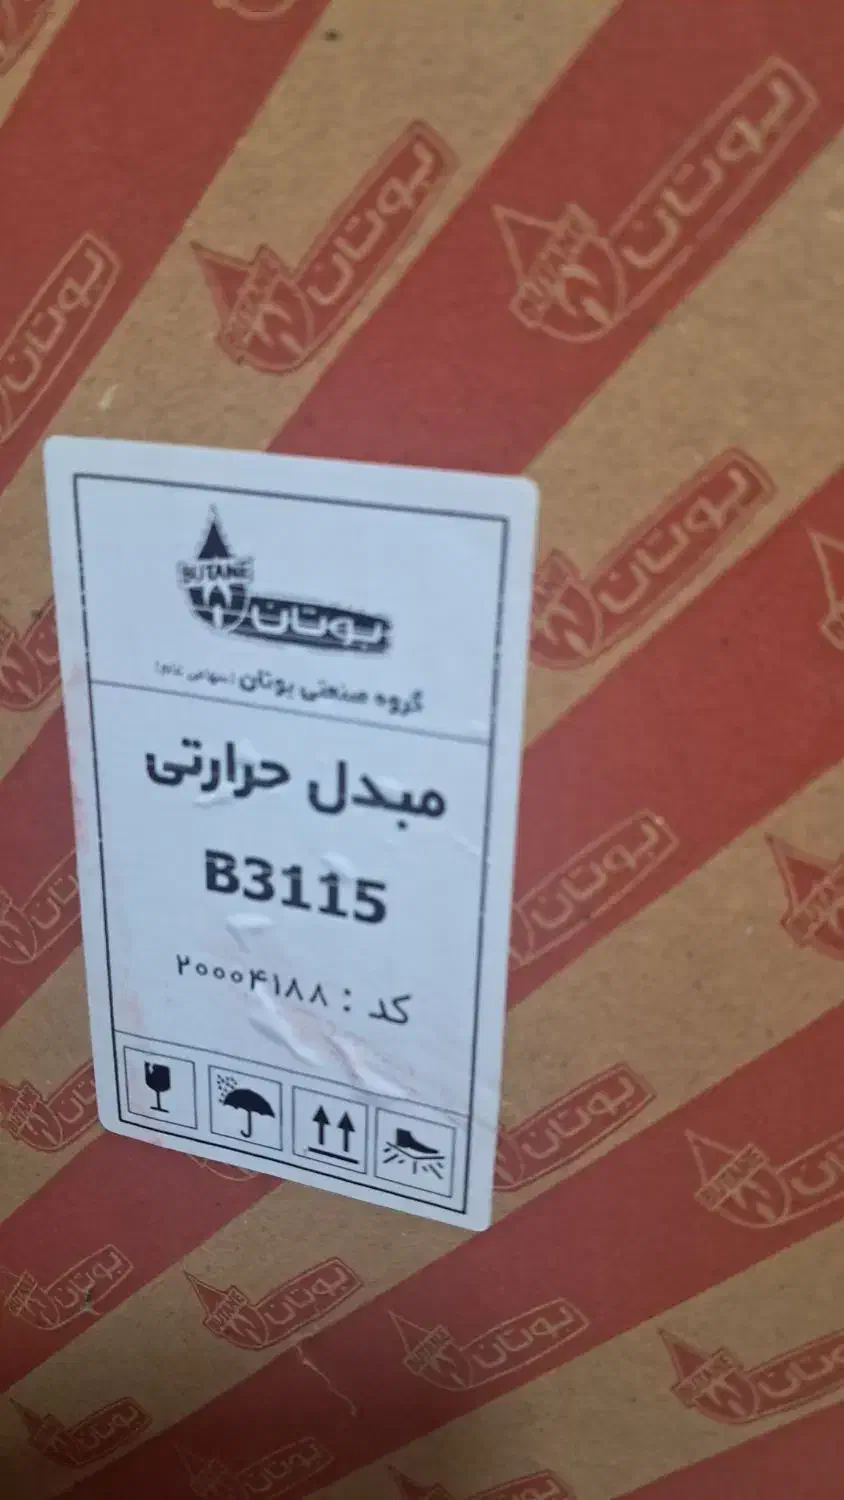 BUTANE
بوتان
گروه صنعتی بوتان (سهامی عام)
مبدل حرارتی
B3115
کد : ۲۰۰۰۴۱۸۸